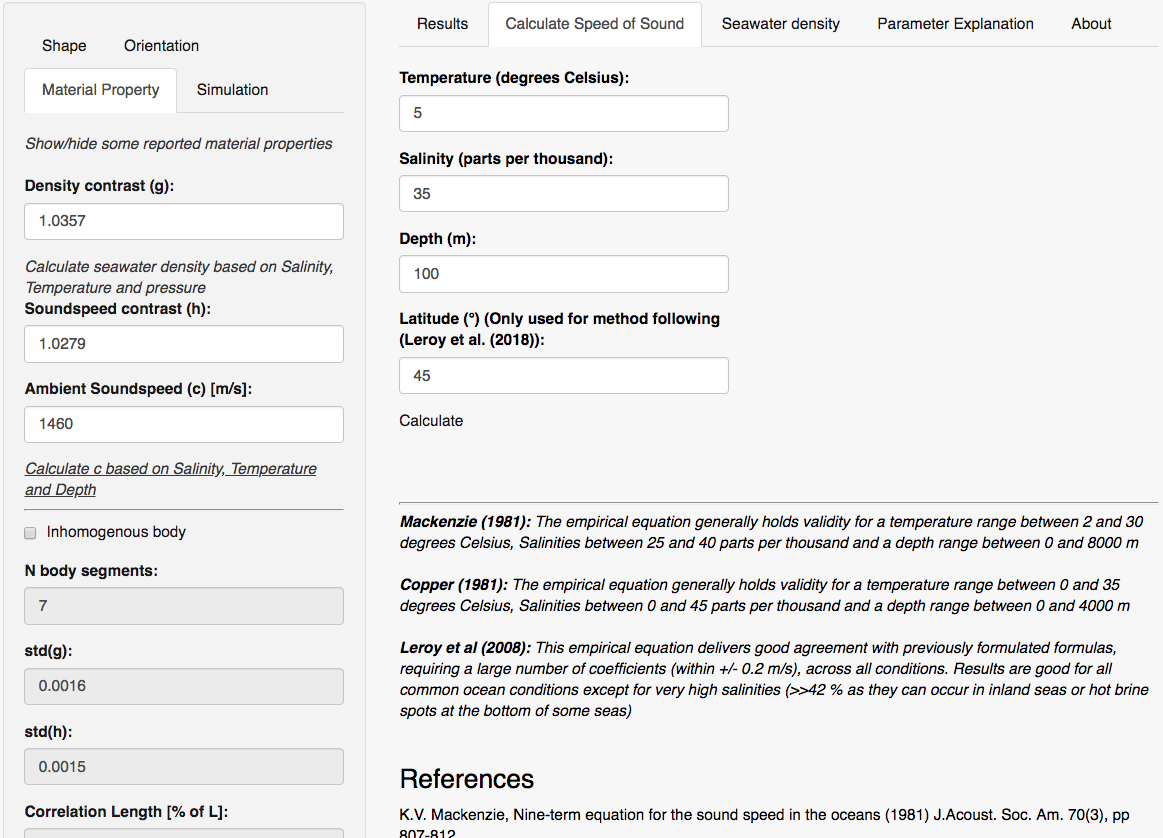 Shape
Orientation
Material Property
Simulation
Show/hide some reported material properties
Density contrast (g):
1.0357
Calculate seawater density based on Salinity,
Temperature and pressure
Soundspeed contrast (h):
1.0279
Ambient Soundspeed (c) [m/s]:
1460
Calculate c based on Salinity, Temperature
and Depth
Inhomogenous body
N body segments:
7
std(g):
0.0016
std(h):
0.0015
Correlation Length [% of L]:
Results
Calculate Speed of Sound
Seawater density
Parameter Explanation
About
Temperature (degrees Celsius):
5
Salinity (parts per thousand):
35
Depth (m):
100
Latitude (°) (Only used for method following
(Leroy et al. (2018)):
45
Calculate
Mackenzie (1981): The empirical equation generally holds validity for a temperature range between 2 and 30
degrees Celsius, Salinities between 25 and 40 parts per thousand and a depth range between 0 and 8000 m
Copper (1981): The empirical equation generally holds validity for a temperature range between 0 and 35
degrees Celsius, Salinities between 0 and 45 parts per thousand and a depth range between 0 and 4000 m
Leroy et al (2008): This empirical equation delivers good agreement with previously formulated formulas,
requiring a large number of coefficients (within +/- 0.2 m/s), across all conditions. Results are good for all
common ocean conditions except for very high salinities (>>42 % as they can occur in inland seas or hot brine
spots at the bottom of some seas)
References
K.V. Mackenzie, Nine-term equation for the sound speed in the oceans (1981) J.Acoust. Soc. Am. 70(3), pp
807-812